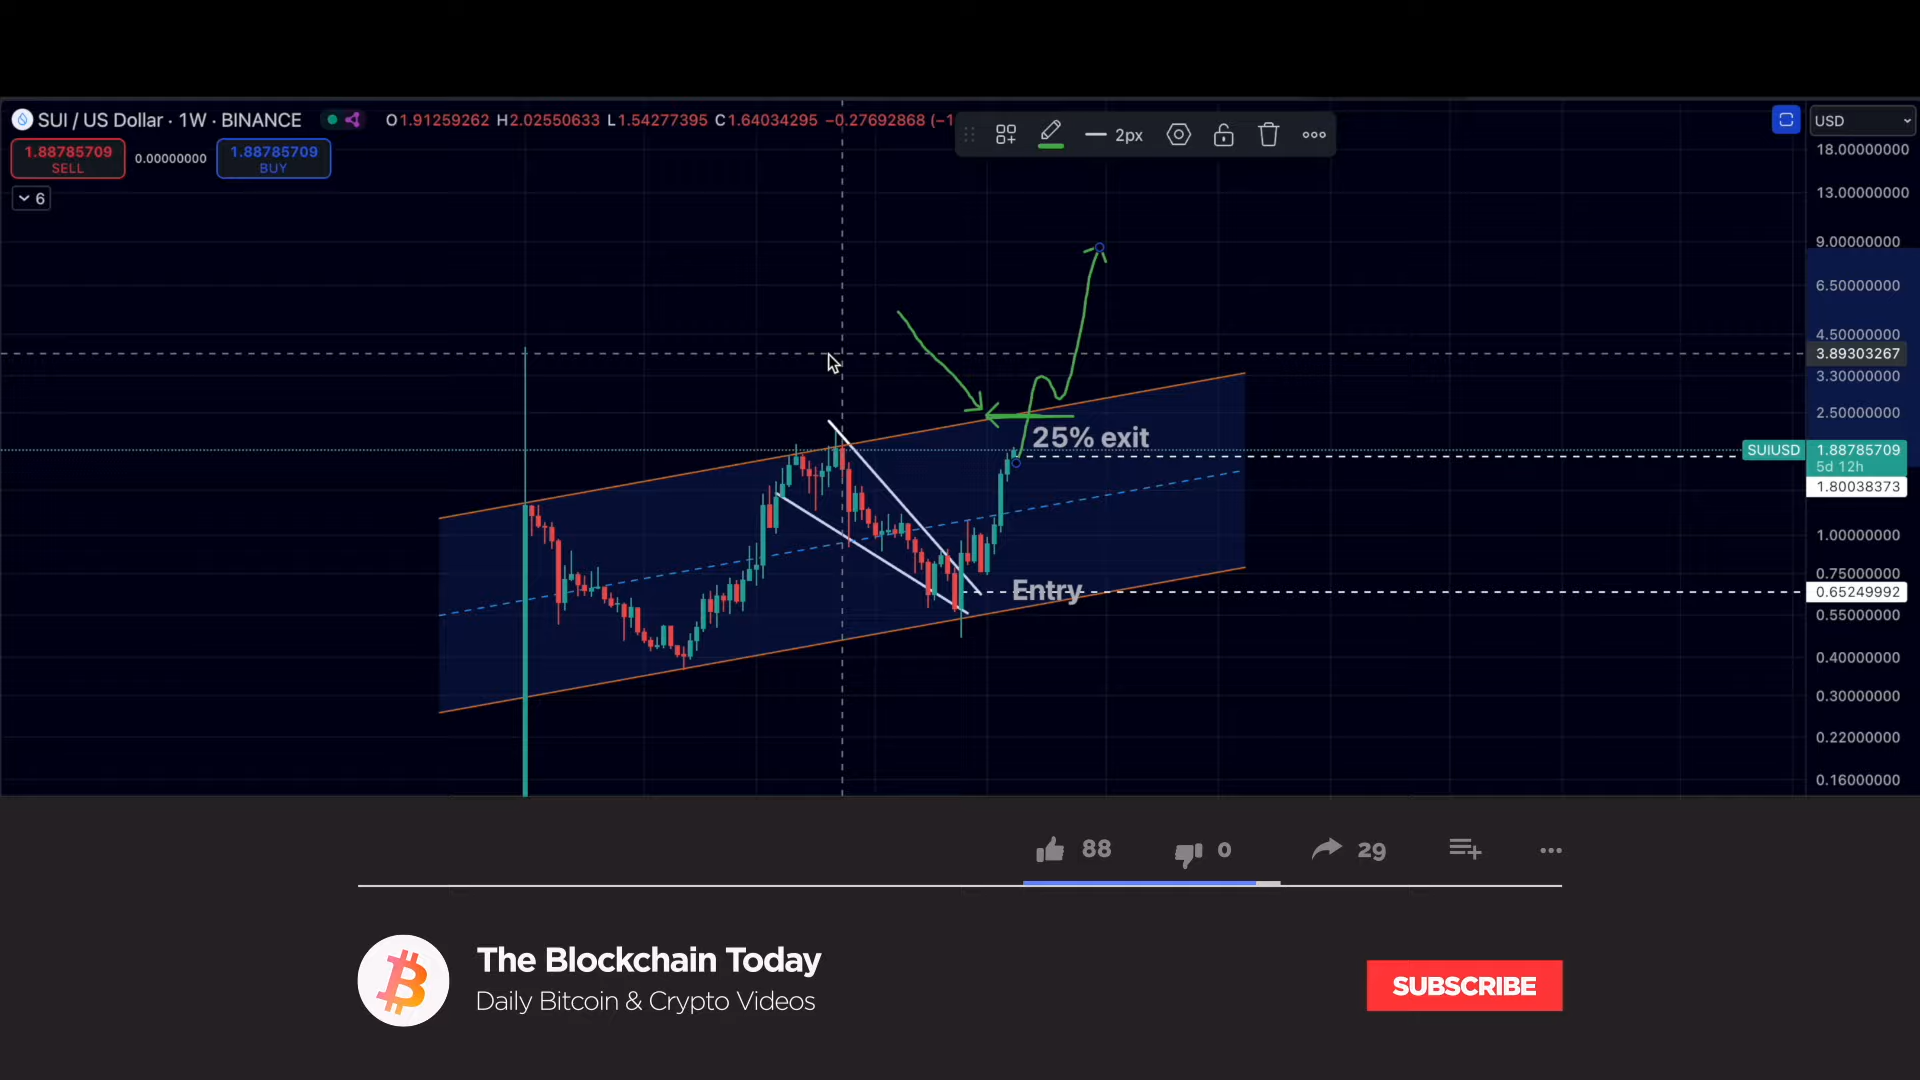 SUI / US Dollar · 1W · BINANCE
O1.91259262 H2.02550633 L1.54277395 C1.64034295 −0.27692868 (−1
2px
USD
1.88785709
SELL
0.00000000
1.88785709
BUY
6
18.00000000
13.00000000
9.00000000
6.50000000
4.50000000
3.89303267
3.30000000
2.50000000
25% exit
SUIUSD 1.88785709
5d 12h
1.80038373
1.00000000
0.75000000
Entry
0.65249992
0.55000000
0.40000000
0.30000000
0.22000000
0.16000000
88
0
29
The Blockchain Today
Daily Bitcoin & Crypto Videos
SUBSCRIBE